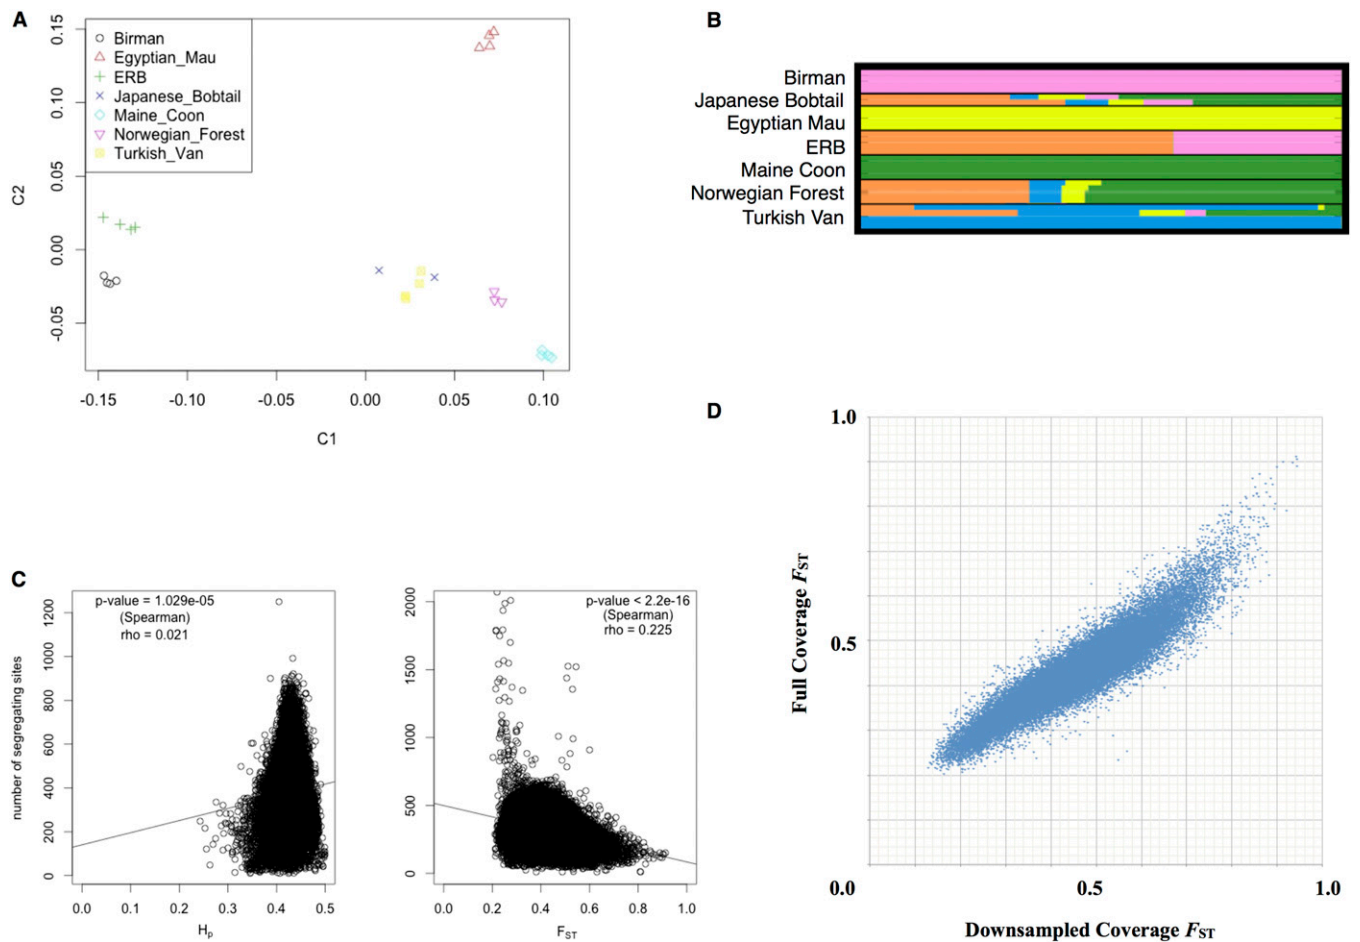 A
0.15
0.10
0.05
0.00
-0.05
C2
Birman
Egyptian_Mau
ERB
Japanese_Bobtail
Maine_Coon
Norwegian_Forest
Turkish_Van
-0.15 -0.10 -0.05 0.00 0.05 0.10
C1
B
Birman
Japanese Bobtail
Egyptian Mau
ERB
Maine Coon
Norwegian Forest
Turkish Van
C
p-value = 1.029e-05
(Spearman)
rho = 0.021
number of segregating sites
1200
1000
800
600
400
200
0
0.0 0.1 0.2 0.3 0.4 0.5
Hp
p-value < 2.2e-16
(Spearman)
rho = 0.225
2000
1500
1000
500
0
0.0 0.2 0.4 0.6 0.8 1.0
FST
D
1.0
0.5
Full Coverage FST
0.0 0.5 1.0
Downsampled Coverage FST